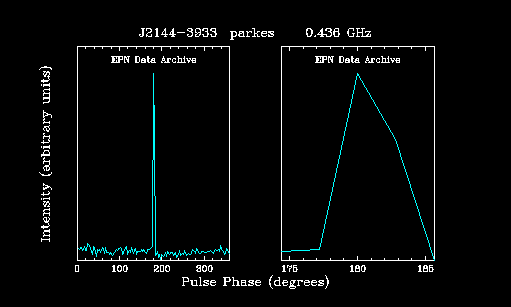 J2144-3933 parkes 0.436 GHz
EPN Data Archive EPN Data Archive
Intensity (arbitrary units)
0 100 200 300 175 180 185
Pulse Phase (degrees)